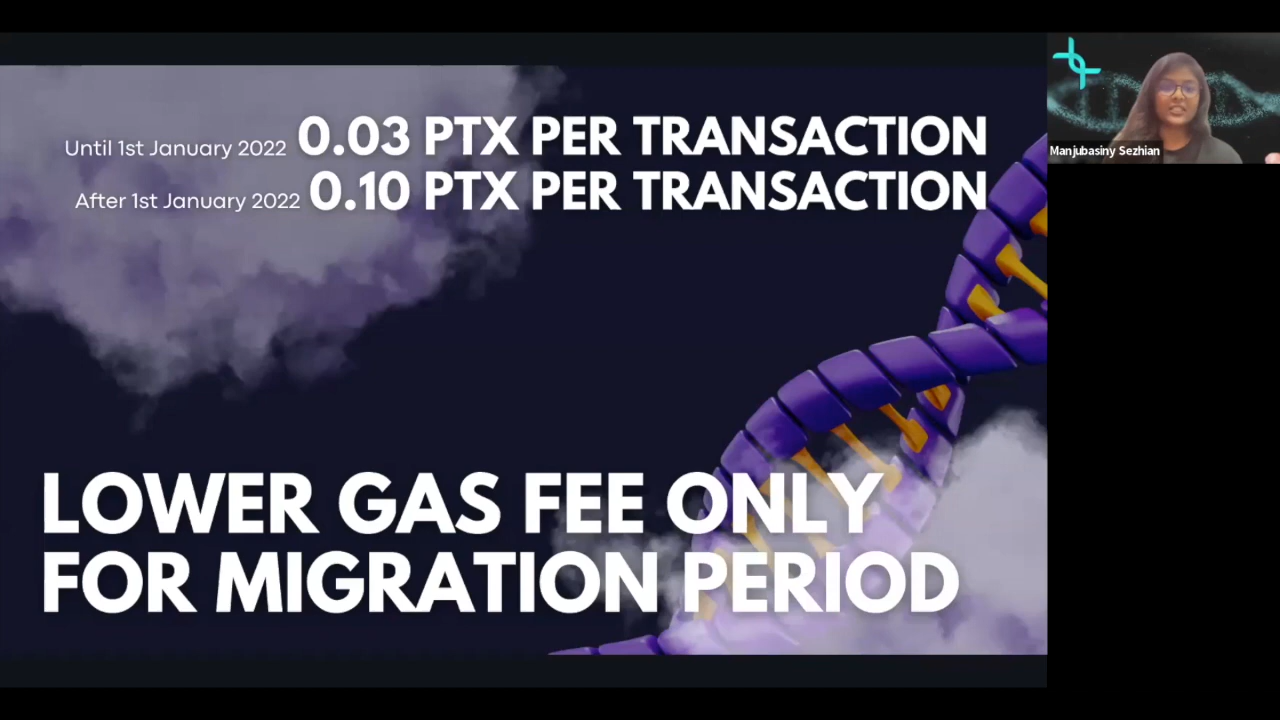 Until 1st January 2022 0.03 PTX PER TRANSACTION
After 1st January 2022 0.10 PTX PER TRANSACTION
LOWER GAS FEE ONLY
FOR MIGRATION PERIOD
Manjubasiny Sezhian